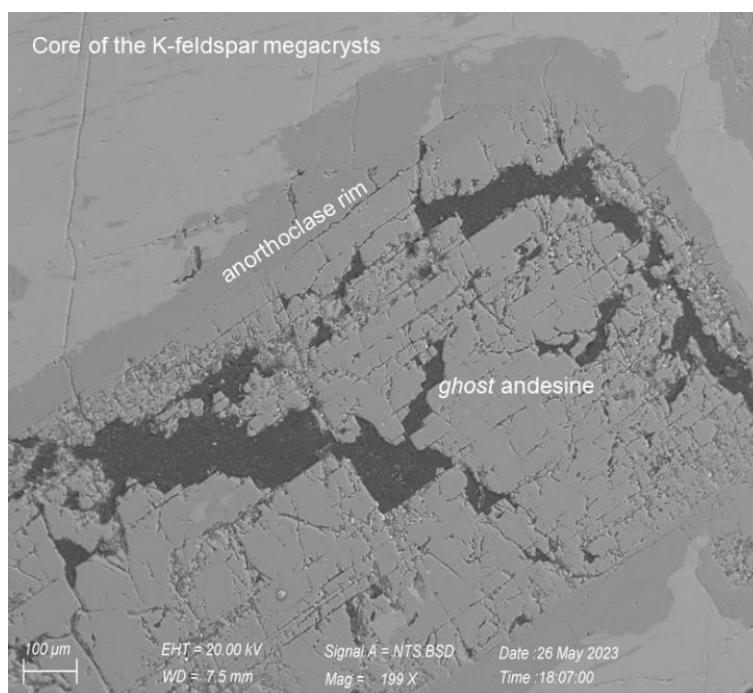 Core of the K-feldspar megacrysts
anorthoclase rim
ghost andesine
100 µm
EHT = 20.00 kV
Signal A = NTS BSD
Date :26 May 2023
WD = 7.5 mm
Mag = 199 X
Time :18:07:00